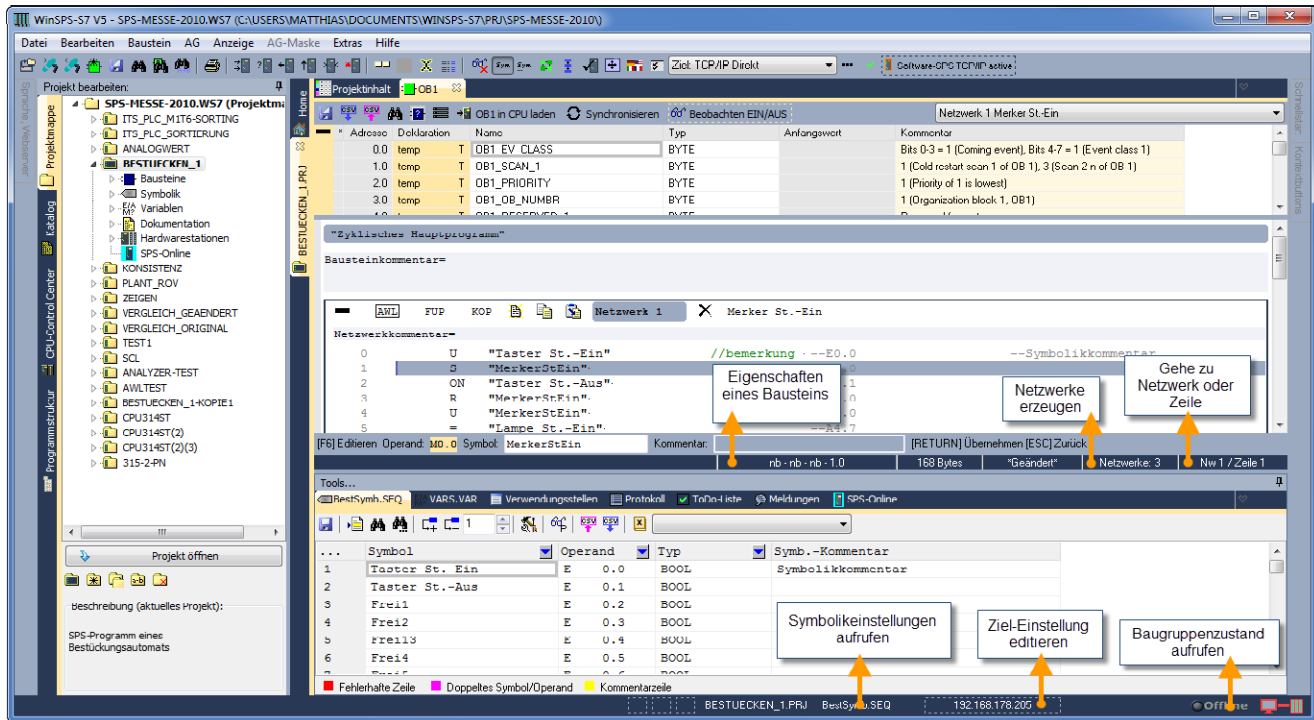 WinSPS-S7 V5 - SPS-MESSE-2010.WS7 (C:\USERS\MATTHIAS\DOCUMENTS\WINSPS-S7\PRJ\SPS-MESSE-2010\)
Datei Bearbeiten Baustein AG Anzeige AG-Maske Extras Hilfe
Ziel: TCP/IP Direkt
Software-SPS TCP/IP active
Sprache, Webserver
Projektmappe
Katalog
CPU-Control Center
Programmstruktur
Projekt bearbeiten:
SPS-MESSE-2010.WS7 (Projektma
ITS_PLC_M1T6-SORTING
ITS_PLC_SORTIERUNG
ANALOGWERT
BESTUECKEN_1
Bausteine
Symbolik
Variablen
Dokumentation
Hardwarestationen
SPS-Online
KONSISTENZ
PLANT_ROV
ZEIGEN
VERGLEICH_GEAENDERT
VERGLEICH_ORIGINAL
TEST1
SCL
ANALYZER-TEST
AWLTEST
BESTUECKEN_1-KOPIE1
CPU314ST
CPU314ST(2)
CPU314ST(2)(3)
315-2-PN
Projekt öffnen
Beschreibung (aktuelles Projekt):
SPS-Programm eines
Bestückungsautomats
Home
BESTUECKEN_1.PRJ
Projektinhalt OB1
OB1 in CPU laden Synchronisieren Beobachten EIN/AUS Netzwerk 1 Merker St.-Ein
* Adresse Deklaration Name Typ Anfangswert Kommentar
0.0 temp T OB1_EV_CLASS BYTE Bits 0-3 = 1 (Coming event), Bits 4-7 = 1 (Event class 1)
1.0 temp T OB1_SCAN_1 BYTE 1 (Cold restart scan 1 of OB 1), 3 (Scan 2 n of OB 1)
2.0 temp T OB1_PRIORITY BYTE 1 (Priority of 1 is lowest)
3.0 temp T OB1_OB_NUMBR BYTE 1 (Organization block 1, OB1)
"Zyklisches Hauptprogramm"
Bausteinkommentar=
AWL FUP KOP Netzwerk 1 Merker St.-Ein
Netzwerkkommentar=
0 U "Taster St.-Ein" //bemerkung --E0.0 --Symbolikkommentar
1 S "MerkerStEin"
2 ON "Taster St.-Aus" .1
3 R "MerkerStEin" .0
4 U "MerkerStEin" .0
5 = "Lampe St.-Ein" --A4.7
Eigenschaften
eines Bausteins
Netzwerke
erzeugen
Gehe zu
Netzwerk oder
Zeile
[F6] Editieren Operand: M0.0 Symbol: MerkerStEin Kommentar: [RETURN] Übernehmen [ESC] Zurück
nb - nb - nb - 1.0 168 Bytes *Geändert* Netzwerke: 3 Nw 1 / Zeile 1
Tools...
BestSymb.SEQ VARS.VAR Verwendungsstellen Protokoll ToDo-Liste Meldungen SPS-Online
1
... Symbol Operand Typ Symb.-Kommentar
1 Taster St. Ein E 0.0 BOOL Symbolikkommentar
2 Taster St.-Aus E 0.1 BOOL
3 Frei1 E 0.2 BOOL
4 Frei2 E 0.3 BOOL
5 Frei13 E 0.4 BOOL
6 Frei4 E 0.5 BOOL
Symbolikeinstellungen
aufrufen
Ziel-Einstellung
editieren
Baugruppenzustand
aufrufen
Fehlerhafte Zeile Doppeltes Symbol/Operand Kommentarzeile
BESTUECKEN_1.PRJ BestSymb.SEQ 192.168.178.205 Offline
Schnellstar:
Kontextbuttons